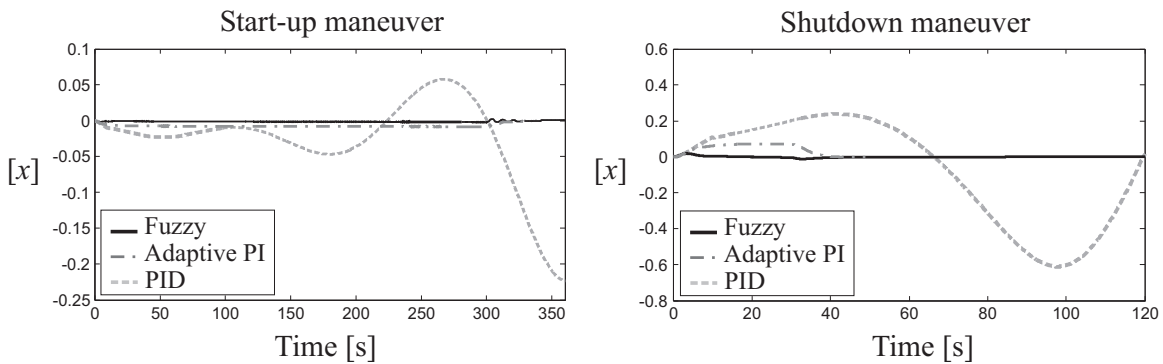 Start-up maneuver
0.1
0.05
0
-0.05
-0.1
-0.15
-0.2
-0.25
[x]
Fuzzy
Adaptive PI
PID
0 50 100 150 200 250 300 350
Time [s]
Shutdown maneuver
0.6
0.4
0.2
0
-0.2
-0.4
-0.6
-0.8
[x]
Fuzzy
Adaptive PI
PID
0 20 40 60 80 100 120
Time [s]